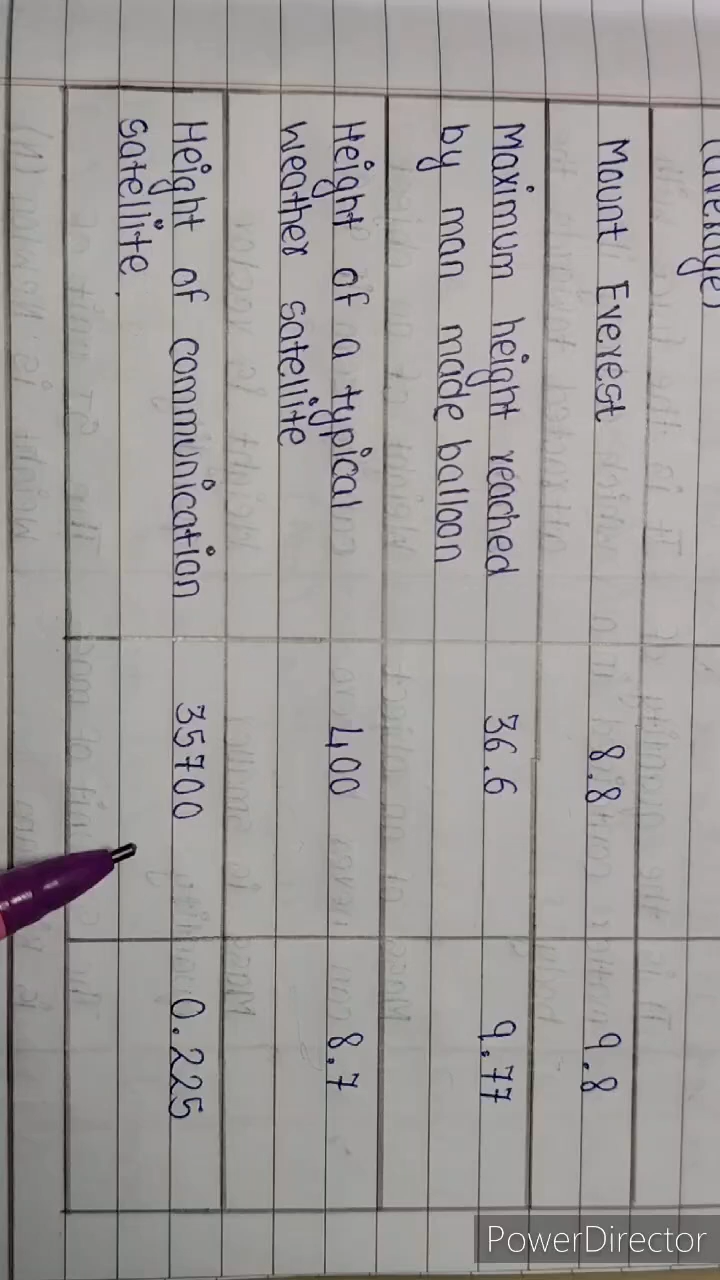 (average)
Mount Everest 8.8 9.8
Maximum height reached 36.6 9.77
by man made balloon
Height of a typical 400 8.7
weather satellite
Height of communication 35700 0.225
satellite.
PowerDirector